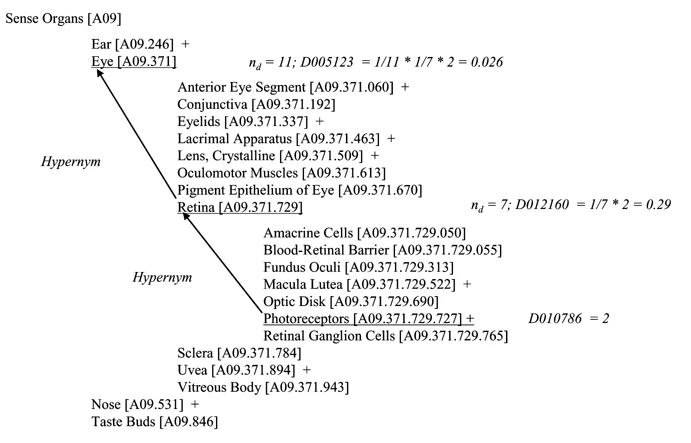 Sense Organs [A09]
Ear [A09.246] +
Eye [A09.371] n_d = 11; D005123 = 1/11 * 1/7 * 2 = 0.026
Anterior Eye Segment [A09.371.060] +
Conjunctiva [A09.371.192]
Eyelids [A09.371.337] +
Lacrimal Apparatus [A09.371.463] +
Hypernym
Lens, Crystalline [A09.371.509] +
Oculomotor Muscles [A09.371.613]
Pigment Epithelium of Eye [A09.371.670]
Retina [A09.371.729] n_d = 7; D012160 = 1/7 * 2 = 0.29
Amacrine Cells [A09.371.729.050]
Blood-Retinal Barrier [A09.371.729.055]
Fundus Oculi [A09.371.729.313]
Hypernym
Macula Lutea [A09.371.729.522] +
Optic Disk [A09.371.729.690]
Photoreceptors [A09.371.729.727] + D010786 = 2
Retinal Ganglion Cells [A09.371.729.765]
Sclera [A09.371.784]
Uvea [A09.371.894] +
Vitreous Body [A09.371.943]
Nose [A09.531] +
Taste Buds [A09.846]